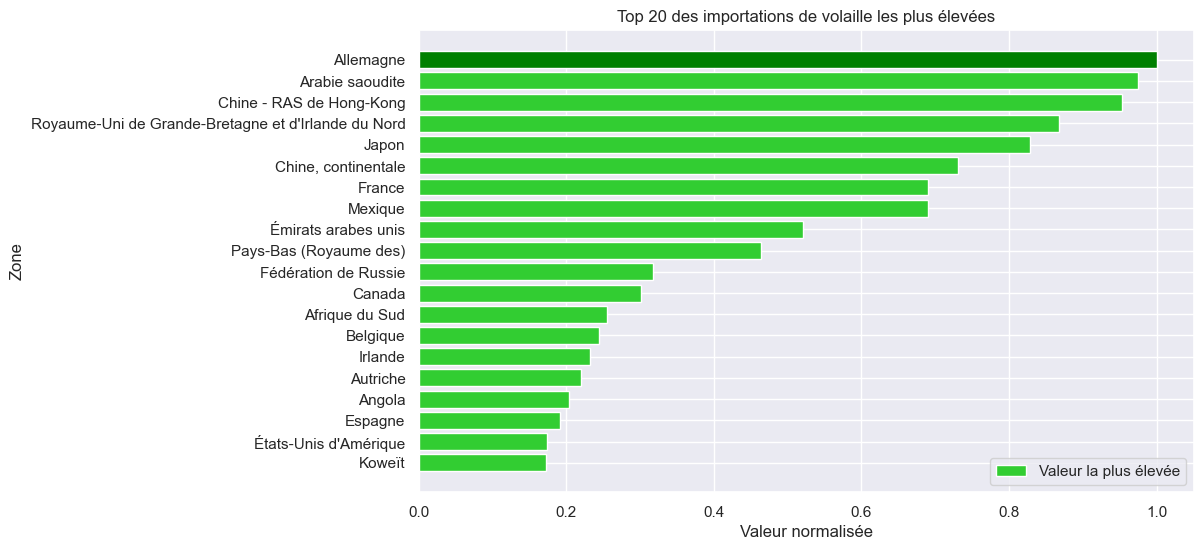 Top 20 des importations de volaille les plus élevées
Zone
Allemagne
Arabie saoudite
Chine - RAS de Hong-Kong
Royaume-Uni de Grande-Bretagne et d'Irlande du Nord
Japon
Chine, continentale
France
Mexique
Émirats arabes unis
Pays-Bas (Royaume des)
Fédération de Russie
Canada
Afrique du Sud
Belgique
Irlande
Autriche
Angola
Espagne
États-Unis d'Amérique
Koweït
Valeur la plus élevée
0.0 0.2 0.4 0.6 0.8 1.0
Valeur normalisée